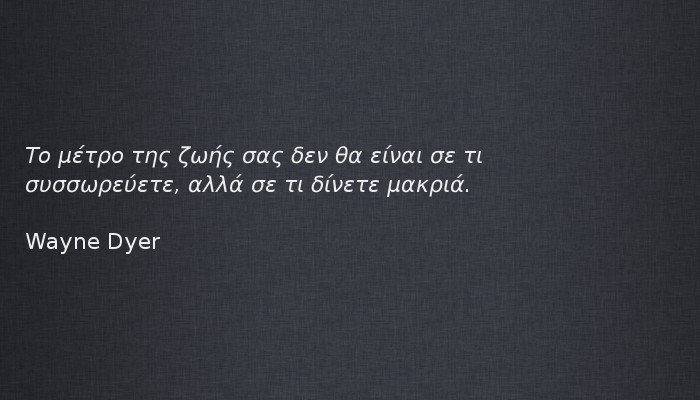 Το μέτρο της ζωής σας δεν θα είναι σε τι
συσσωρεύετε, αλλά σε τι δίνετε μακριά.
Wayne Dyer